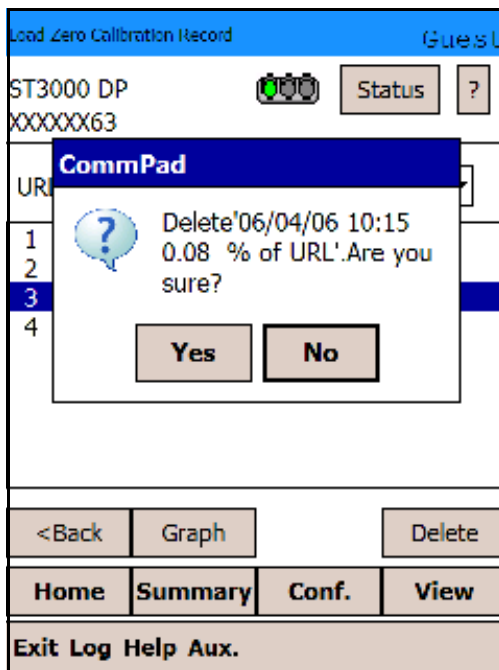 Load Zero Calibration Record Guest
ST3000 DP Status ?
XXXXXX63
CommPad
URL
Delete'06/04/06 10:15
0.08 % of URL'.Are you
sure?
1
2
3
4
Yes No
<Back Graph Delete
Home Summary Conf. View
Exit Log Help Aux.